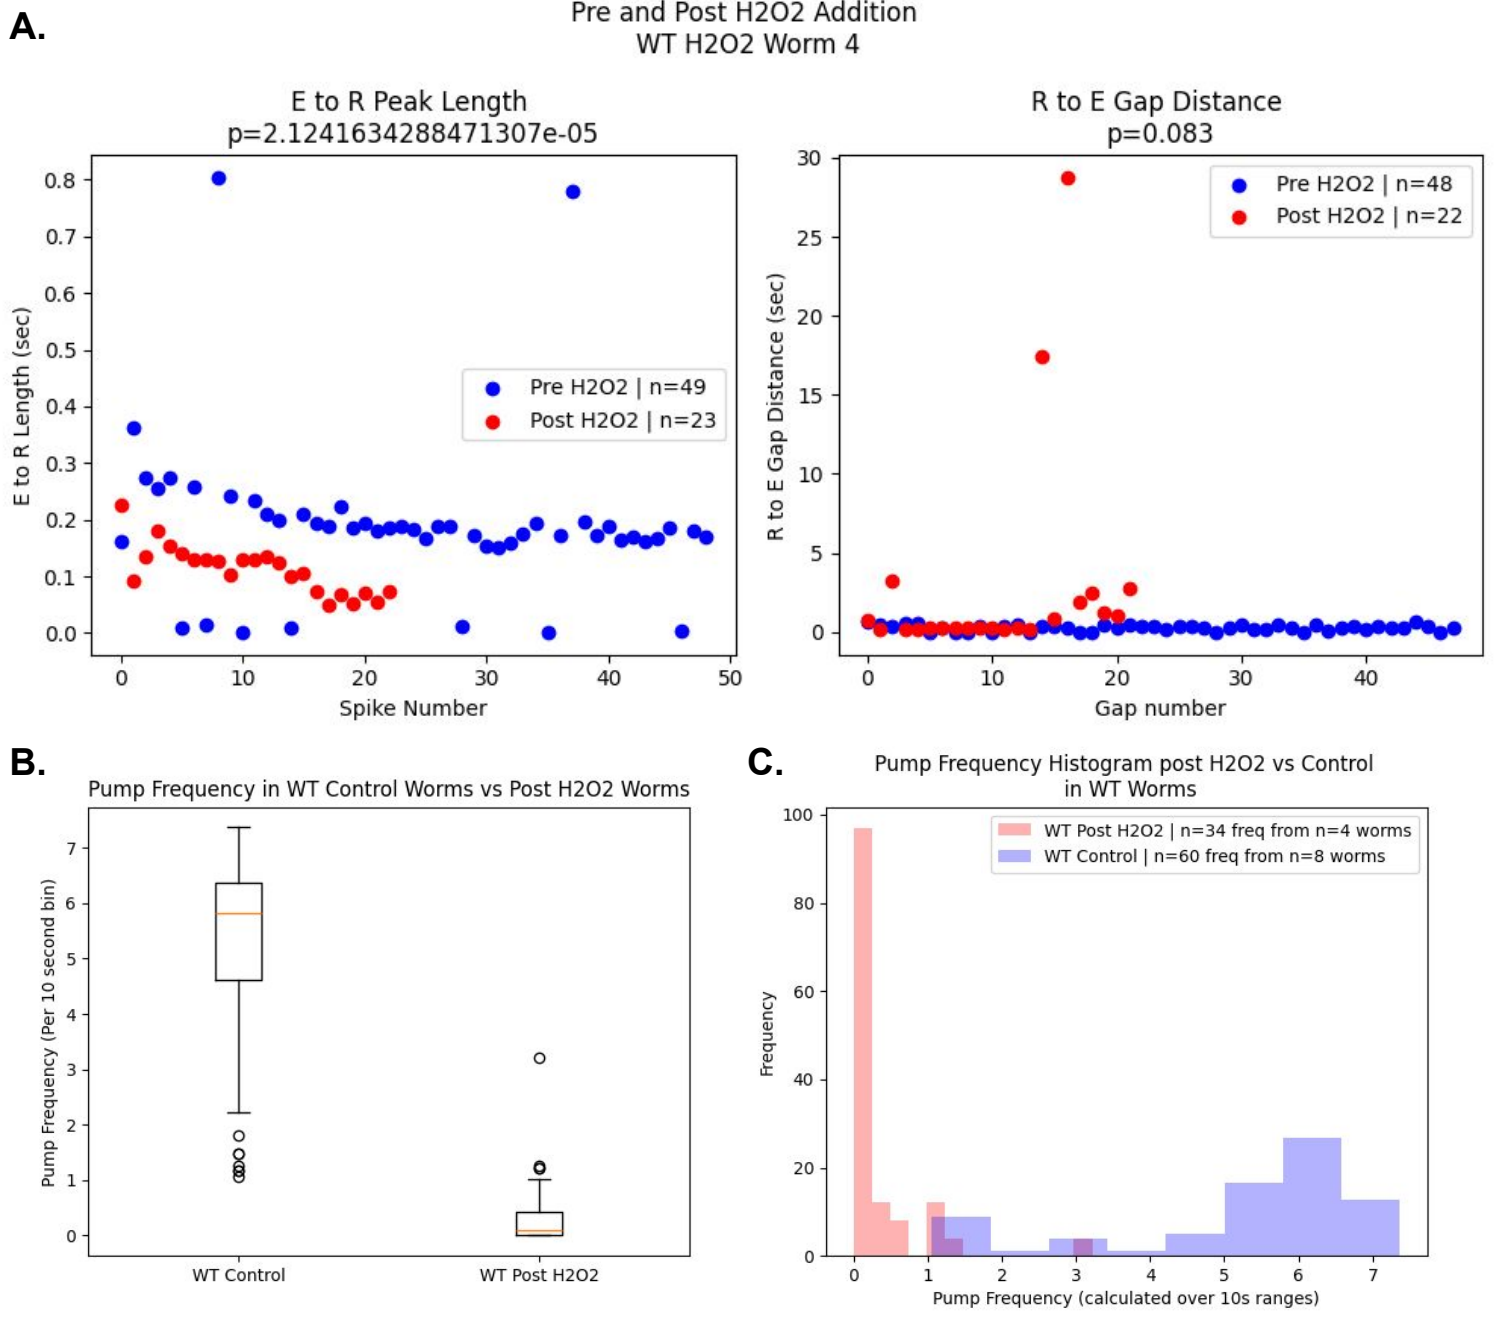 A.
Pre and Post H2O2 Addition
WT H2O2 Worm 4
E to R Peak Length
p=2.1241634288471307e-05
E to R Length (sec)
0.8
0.7
0.6
0.5
0.4
0.3
0.2
0.1
0.0
Pre H2O2 | n=49
Post H2O2 | n=23
0 10 20 30 40 50
Spike Number
R to E Gap Distance
p=0.083
R to E Gap Distance (sec)
30
25
20
15
10
5
0
Pre H2O2 | n=48
Post H2O2 | n=22
0 10 20 30 40
Gap number
B.
Pump Frequency in WT Control Worms vs Post H2O2 Worms
Pump Frequency (Per 10 second bin)
7
6
5
4
3
2
1
0
WT Control WT Post H2O2
C.
Pump Frequency Histogram post H2O2 vs Control
in WT Worms
Frequency
100
80
60
40
20
0
WT Post H2O2 | n=34 freq from n=4 worms
WT Control | n=60 freq from n=8 worms
0 1 2 3 4 5 6 7
Pump Frequency (calculated over 10s ranges)